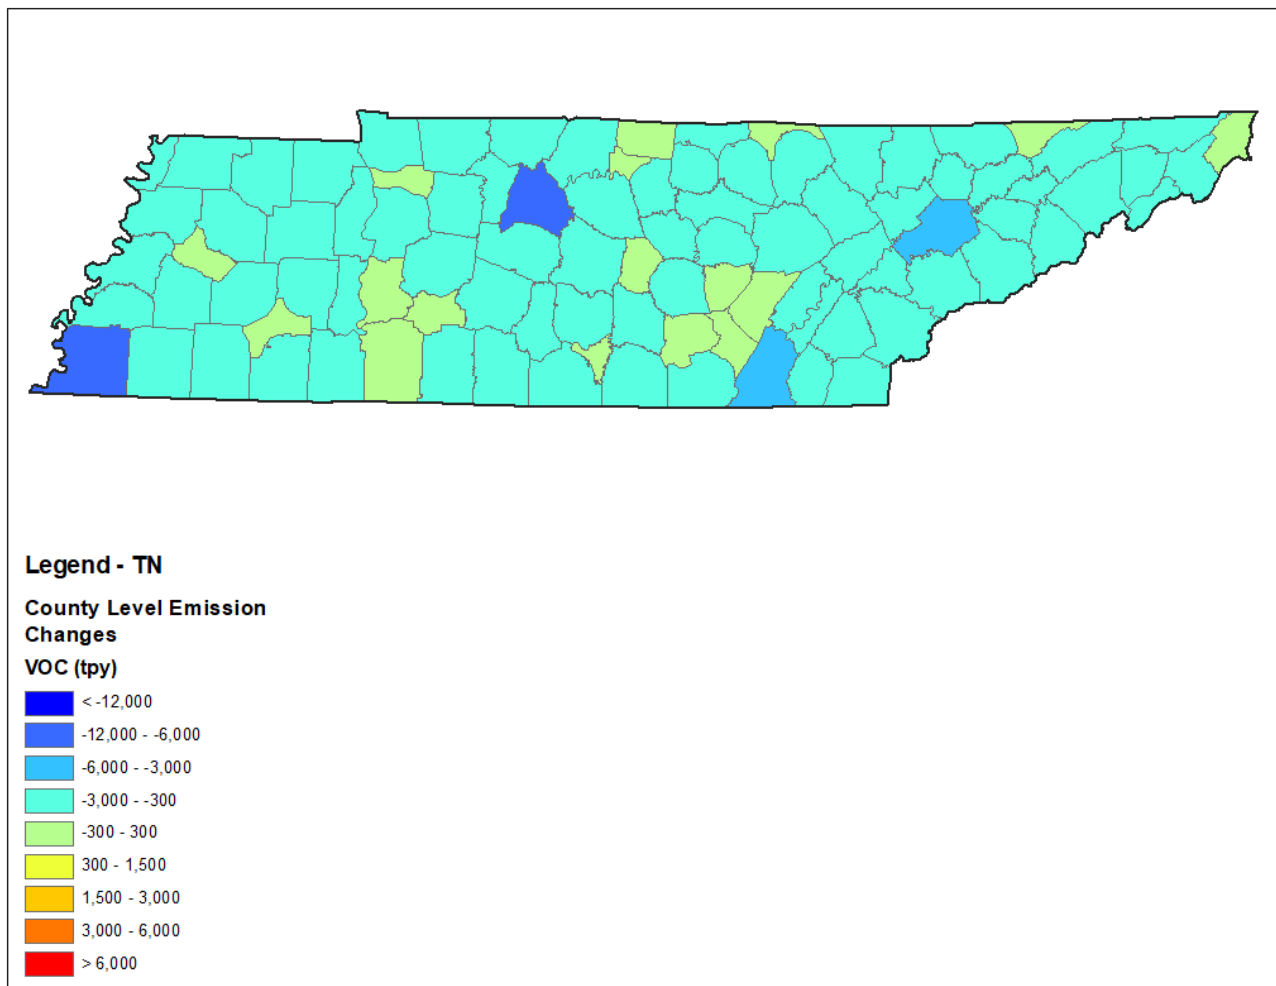 Legend - TN
County Level Emission
Changes
VOC (tpy)
< -12,000
-12,000 - -6,000
-6,000 - -3,000
-3,000 - -300
-300 - 300
300 - 1,500
1,500 - 3,000
3,000 - 6,000
> 6,000